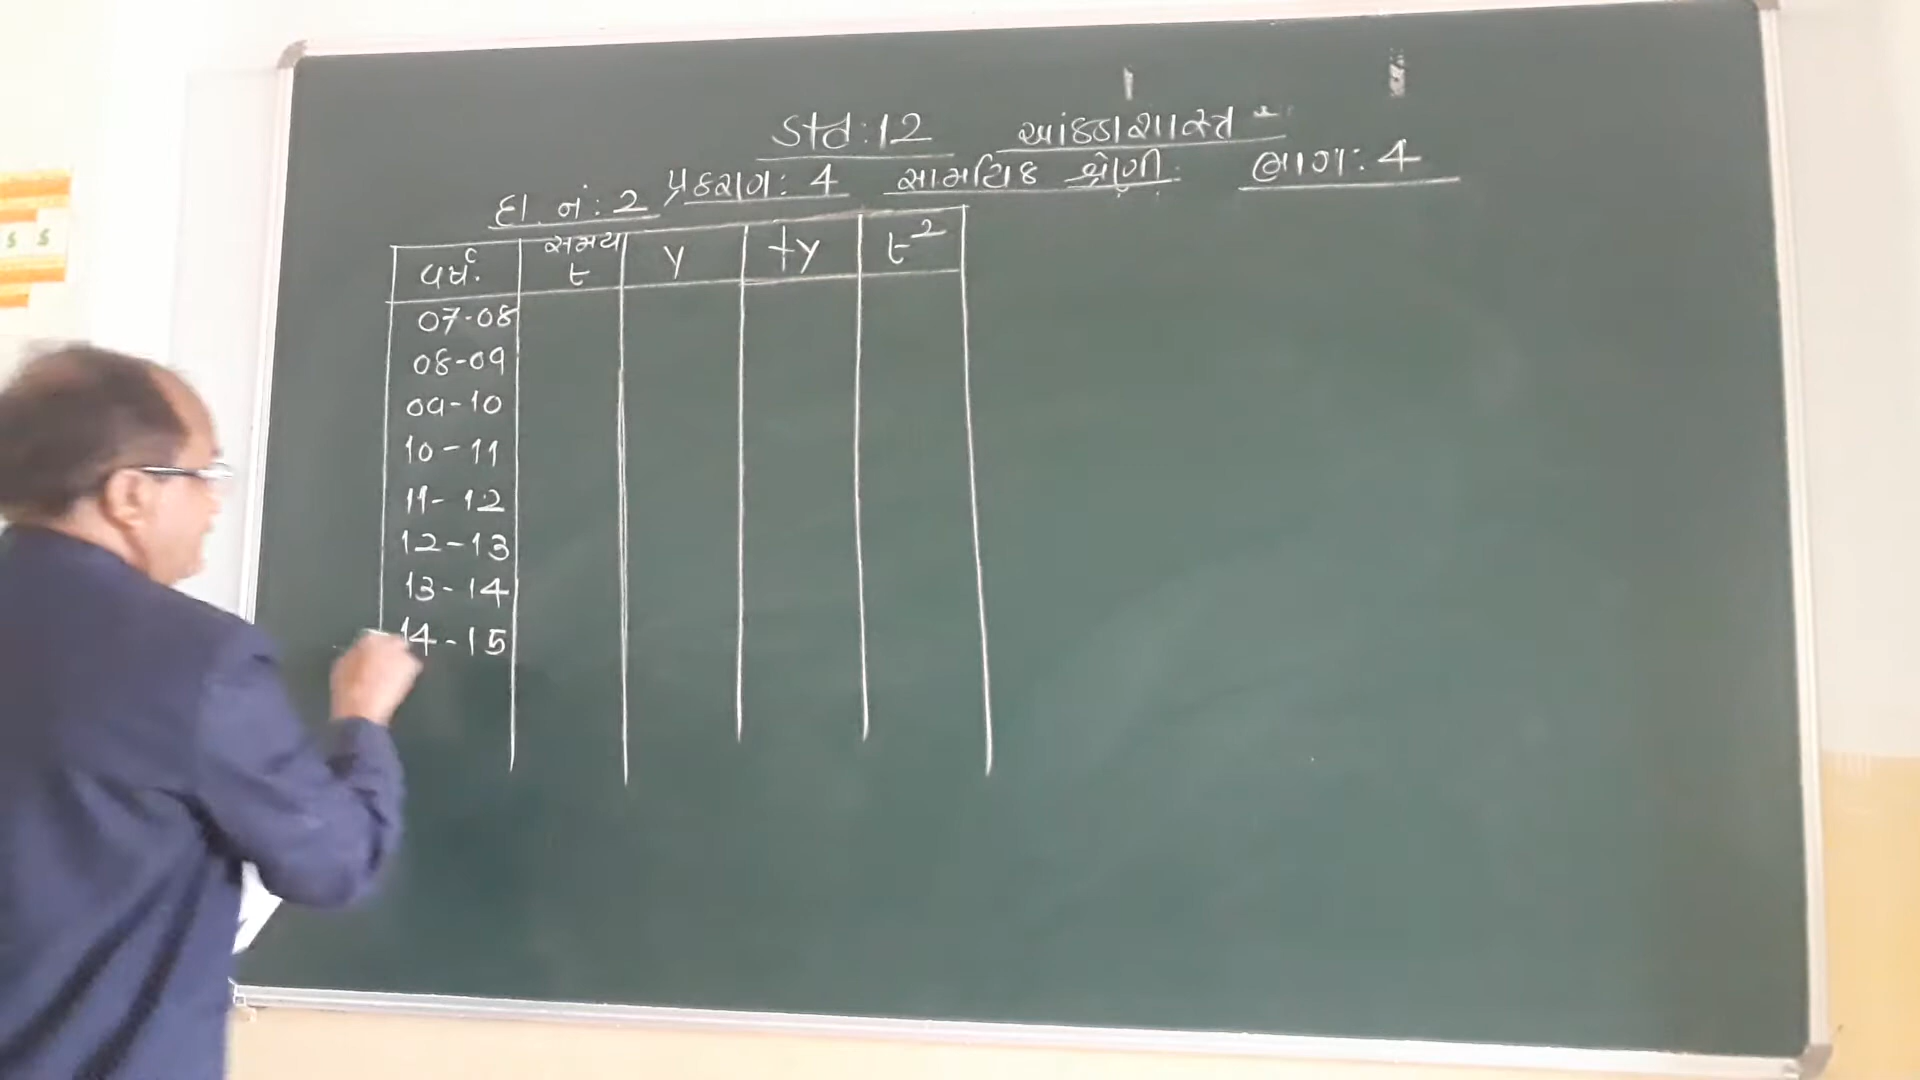 Std : 12 આંકડાશાસ્ત્ર
પ્રકરણ : 4 સામયિક શ્રેણી : ભાગ : 4
દા. નં : 2
વર્ષ. સમય t y ty t²
07-08
08-09
09-10
10-11
11-12
12-13
13-14
14-15
S S